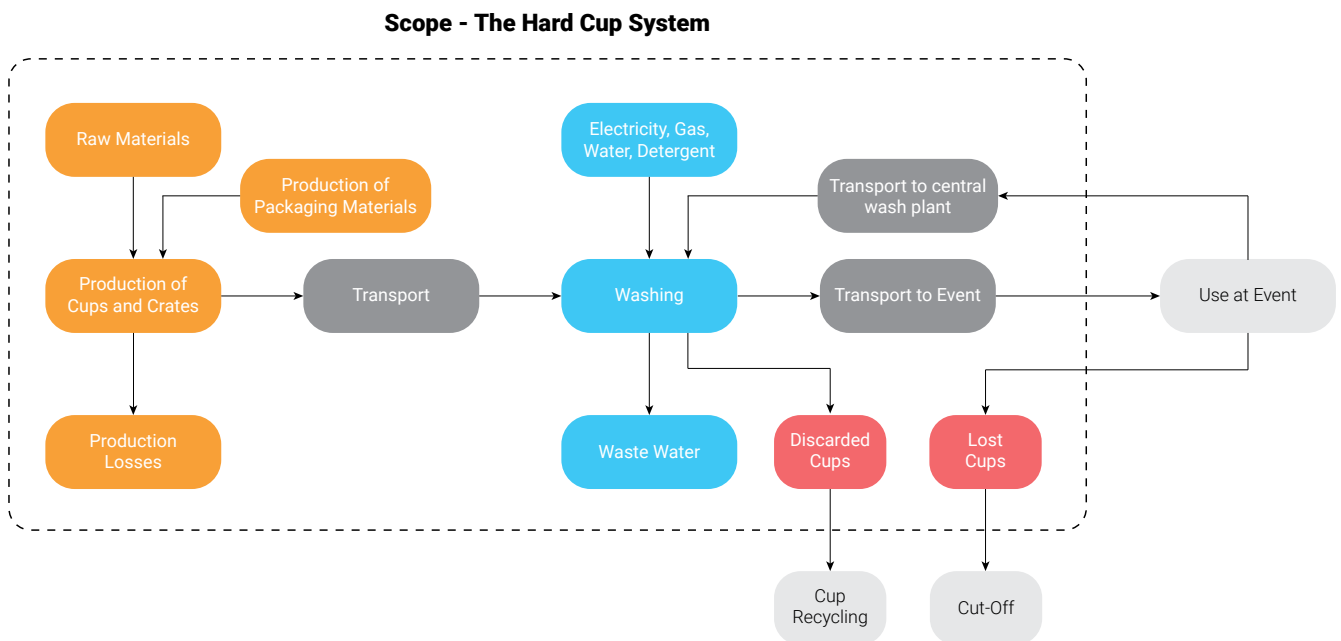 Scope - The Hard Cup System
Raw Materials
Electricity, Gas,
Water, Detergent
Production of
Packaging Materials
Transport to central
wash plant
Production of
Cups and Crates
Transport
Washing
Transport to Event
Use at Event
Production
Losses
Waste Water
Discarded
Cups
Lost
Cups
Cup
Recycling
Cut-Off